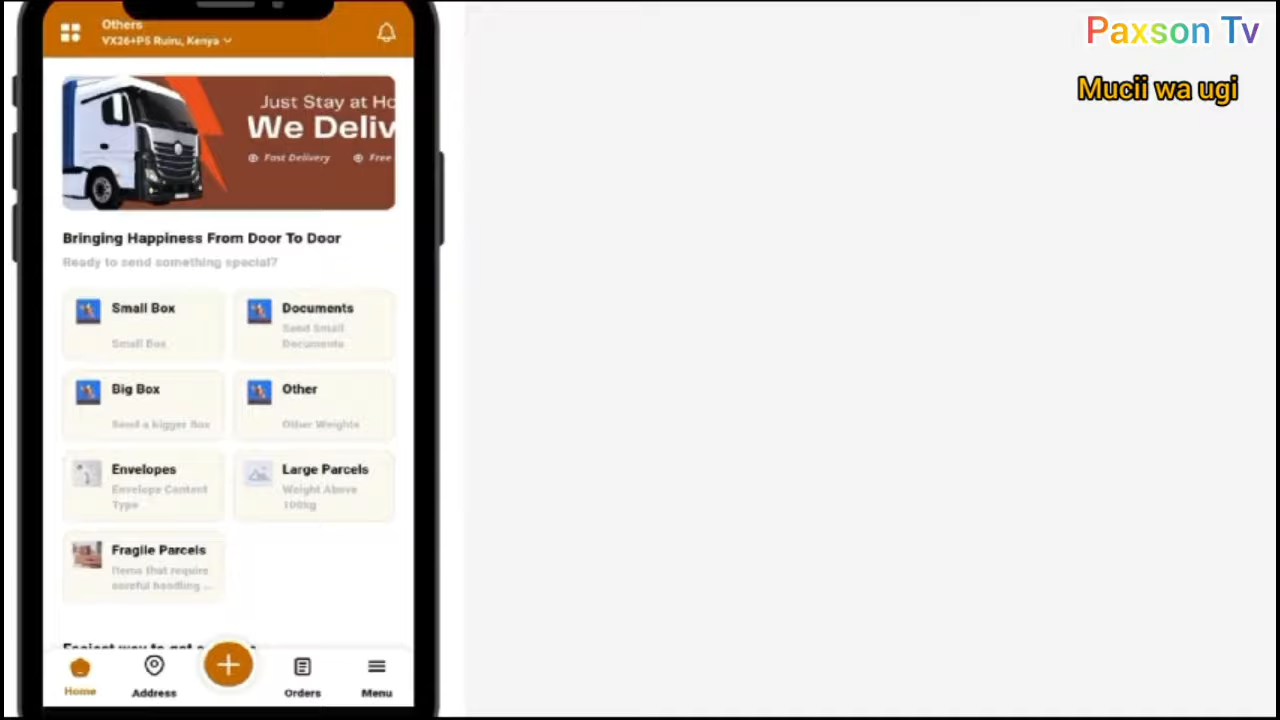 Others
VX26+P5 Ruiru, Kenya
Paxson Tv
Mucii wa ugi
Just Stay at Ho
We Deliv
Fast Delivery
Free
Bringing Happiness From Door To Door
Ready to send something special?
Small Box
Small Box
Documents
Send Small
Documents
Big Box
Send a bigger Box
Other
Other Weights
Envelopes
Envelope Content
Type
Large Parcels
Weight Above
100kg
Fragile Parcels
Items that require
careful handling ...
Home
Address
Orders
Menu